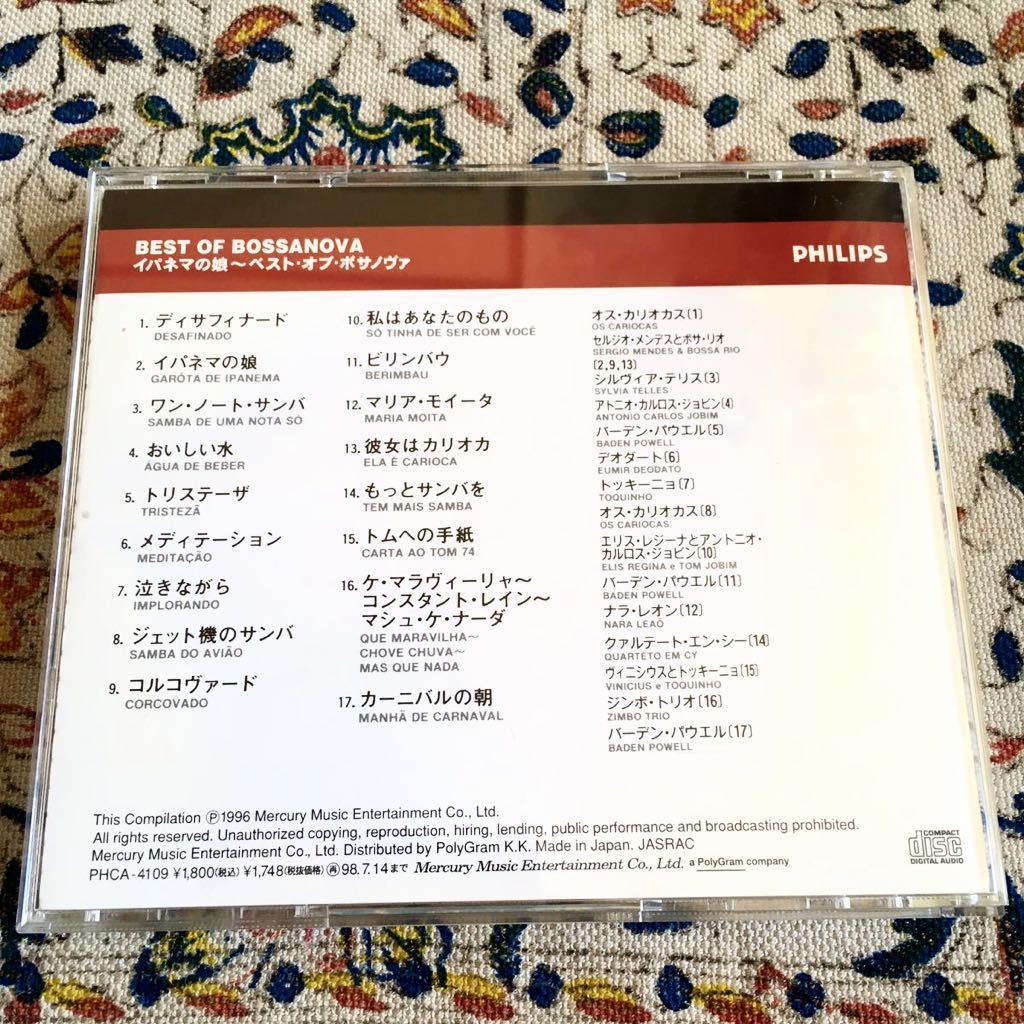 BEST OF BOSSANOVA
イパネマの娘～ベスト・オブ・ボサノヴァ
PHILIPS
1. ディサフィナード
DESAFINADO
2. イパネマの娘
GARÔTA DE IPANEMA
3. ワン・ノート・サンバ
SAMBA DE UMA NOTA SÓ
4. おいしい水
ÁGUA DE BEBER
5. トリステーザ
TRISTEZÃ
6. メディテーション
MEDITAÇÃO
7. 泣きながら
IMPLORANDO
8. ジェット機のサンバ
SAMBA DO AVIÃO
9. コルコヴァード
CORCOVADO
10. 私はあなたのもの
SÓ TINHA DE SER COM VOCÊ
11. ビリンバウ
BERIMBAU
12. マリア・モイータ
MARIA MOITA
13. 彼女はカリオカ
ELA É CARIOCA
14. もっとサンバを
TEM MAIS SAMBA
15. トムへの手紙
CARTA AO TOM 74
16. ケ・マラヴィーリャ～
コンスタント・レイン～
マシュ・ケ・ナーダ
QUE MARAVILHA～
CHOVE CHUVA～
MAS QUE NADA
17. カーニバルの朝
MANHÃ DE CARNAVAL
オス・カリオカス〔1〕
OS CARIOCAS
セルジオ・メンデスとボサ・リオ
SERGIO MENDES & BOSSA RIO
〔2,9,13〕
シルヴィア・テリス〔3〕
SYLVIA TELLES
アトニオ・カルロス・ジョビン〔4〕
ANTONIO CARLOS JOBIM
バーデン・パウエル〔5〕
BADEN POWELL
デオダート〔6〕
EUMIR DEODATO
トッキーニョ〔7〕
TOQUINHO
オス・カリオカス〔8〕
OS CARIOCAS
エリス・レジーナとアントニオ・
カルロス・ジョビン〔10〕
ELIS REGINA e TOM JOBIM
バーデン・パウエル〔11〕
BADEN POWELL
ナラ・レオン〔12〕
NARA LEAÕ
クァルテート・エン・シー〔14〕
QUARTETO EM CY
ヴィニシウスとトッキーニョ〔15〕
VINICIUS e TOQUINHO
ジンボ・トリオ〔16〕
ZIMBO TRIO
バーデン・パウエル〔17〕
BADEN POWELL
This Compilation Ⓟ1996 Mercury Music Entertainment Co., Ltd.
All rights reserved. Unauthorized copying, reproduction, hiring, lending, public performance and broadcasting prohibited.
Mercury Music Entertainment Co., Ltd. Distributed by PolyGram K.K. Made in Japan. JASRAC
PHCA-4109 ¥1,800(税込) ¥1,748(税抜価格) ㊢98.7.14まで Mercury Music Entertainment Co., Ltd. a PolyGram company
COMPACT
disc
DIGITAL AUDIO